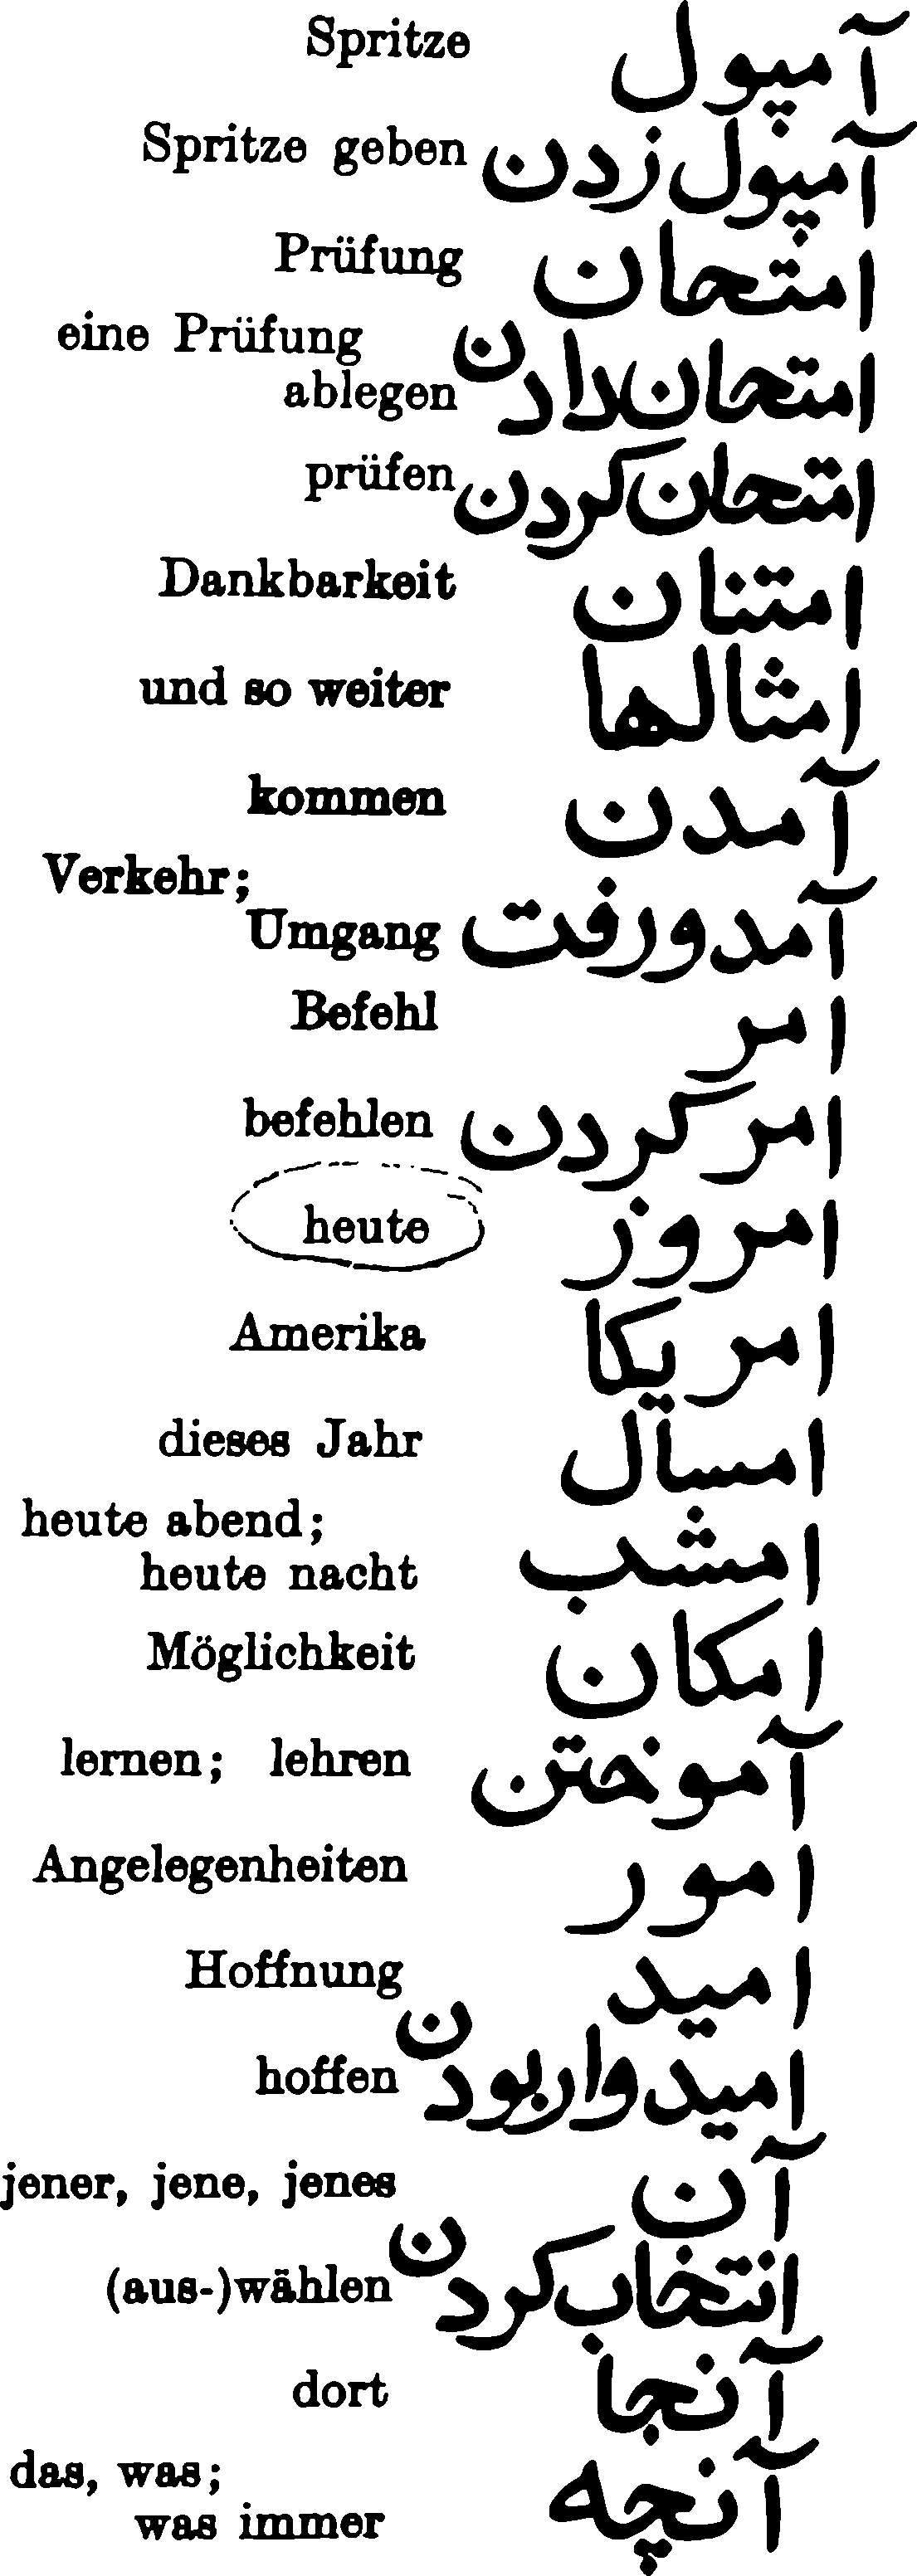 Spritze آمپول
Spritze geben آمپول زدن
Prüfung امتحان
eine Prüfung
ablegen امتحان دادن
prüfen امتحان کردن
Dankbarkeit امتنان
und so weiter امثالها
kommen آمدن
Verkehr;
Umgang آمدورفت
Befehl امر
befehlen امر کردن
heute امروز
Amerika امریکا
dieses Jahr امسال
heute abend;
heute nacht امشب
Möglichkeit امکان
lernen; lehren آموختن
Angelegenheiten امور
Hoffnung امید
hoffen امیدوار بودن
jener, jene, jenes آن
(aus-)wählen انتخاب کردن
dort آنجا
das, was;
was immer آنچه